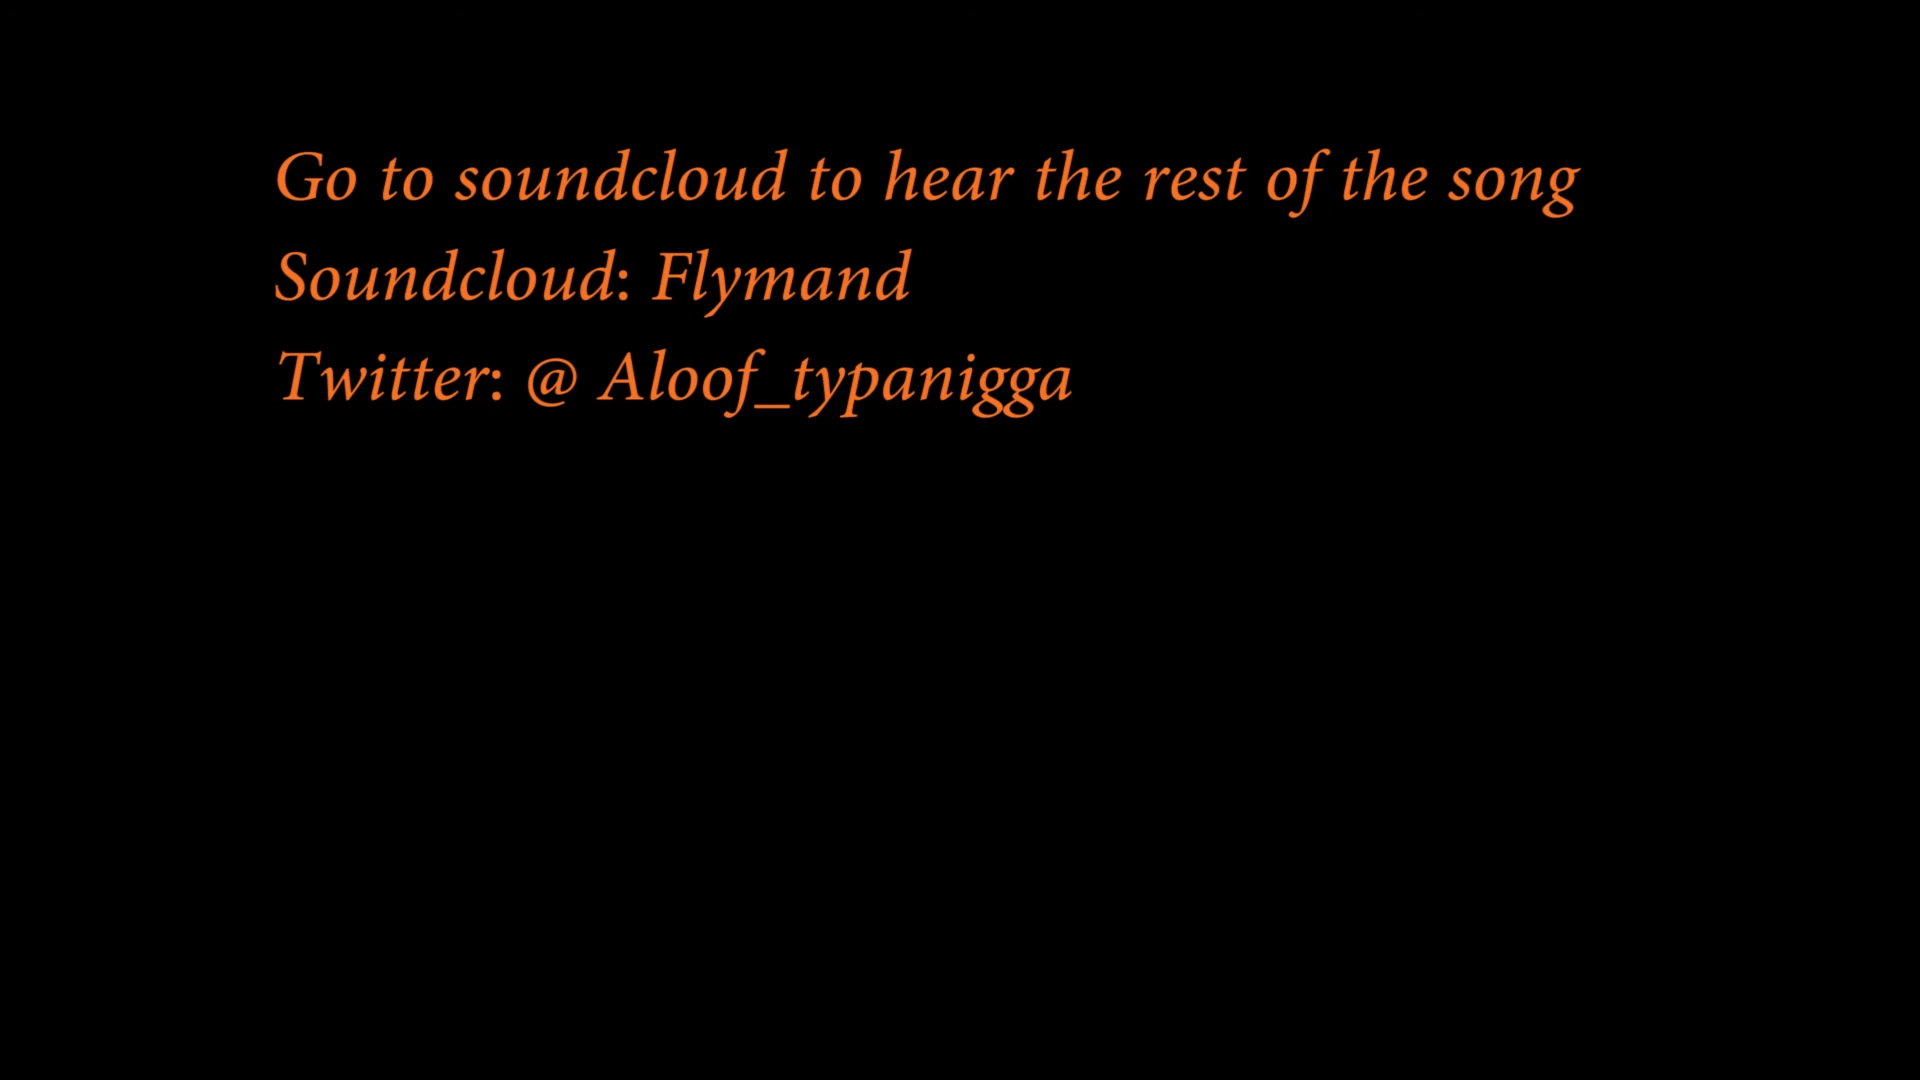 Go to soundcloud to hear the rest of the song
Soundcloud: Flymand
Twitter: @ Aloof_typanigga